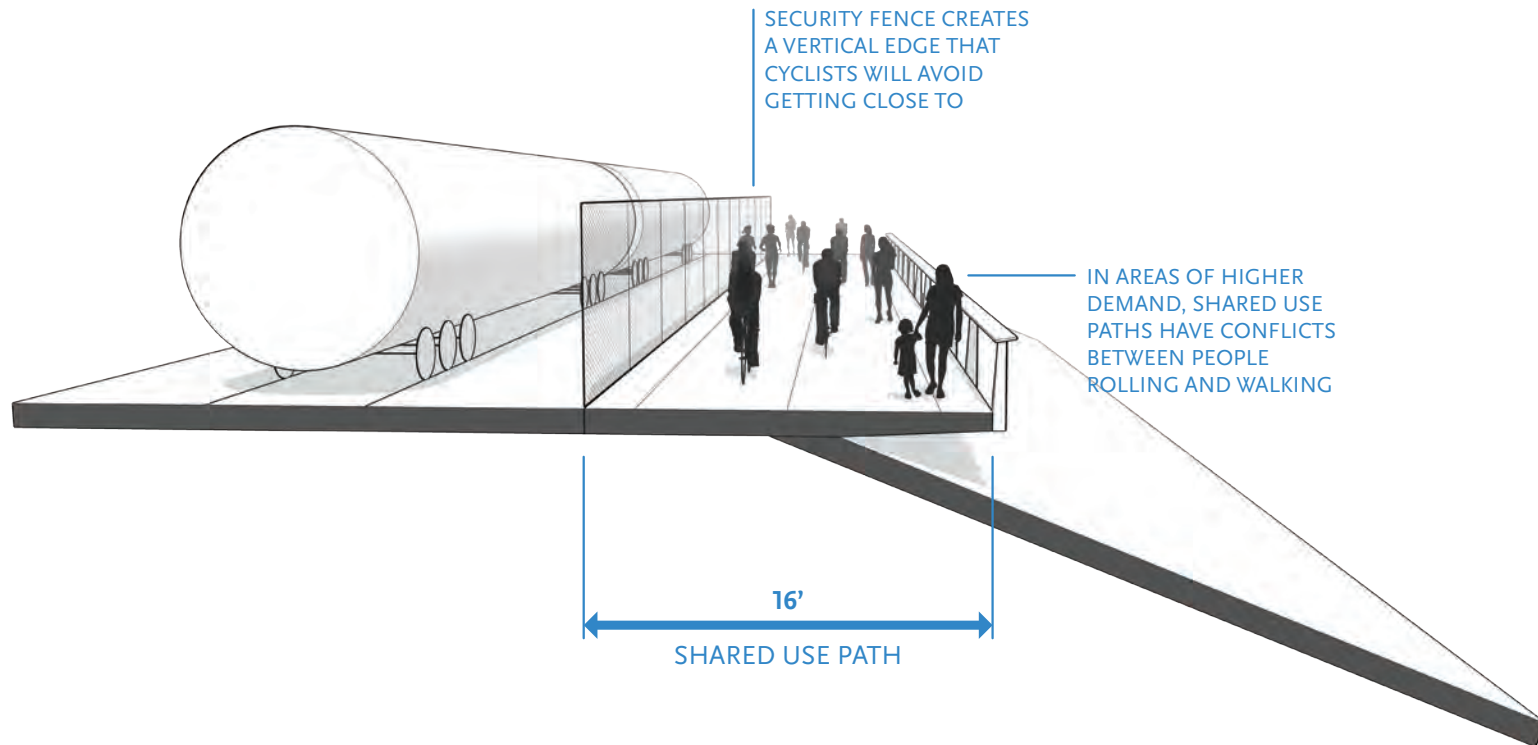 SECURITY FENCE CREATES
A VERTICAL EDGE THAT
CYCLISTS WILL AVOID
GETTING CLOSE TO
IN AREAS OF HIGHER
DEMAND, SHARED USE
PATHS HAVE CONFLICTS
BETWEEN PEOPLE
ROLLING AND WALKING
16’
SHARED USE PATH